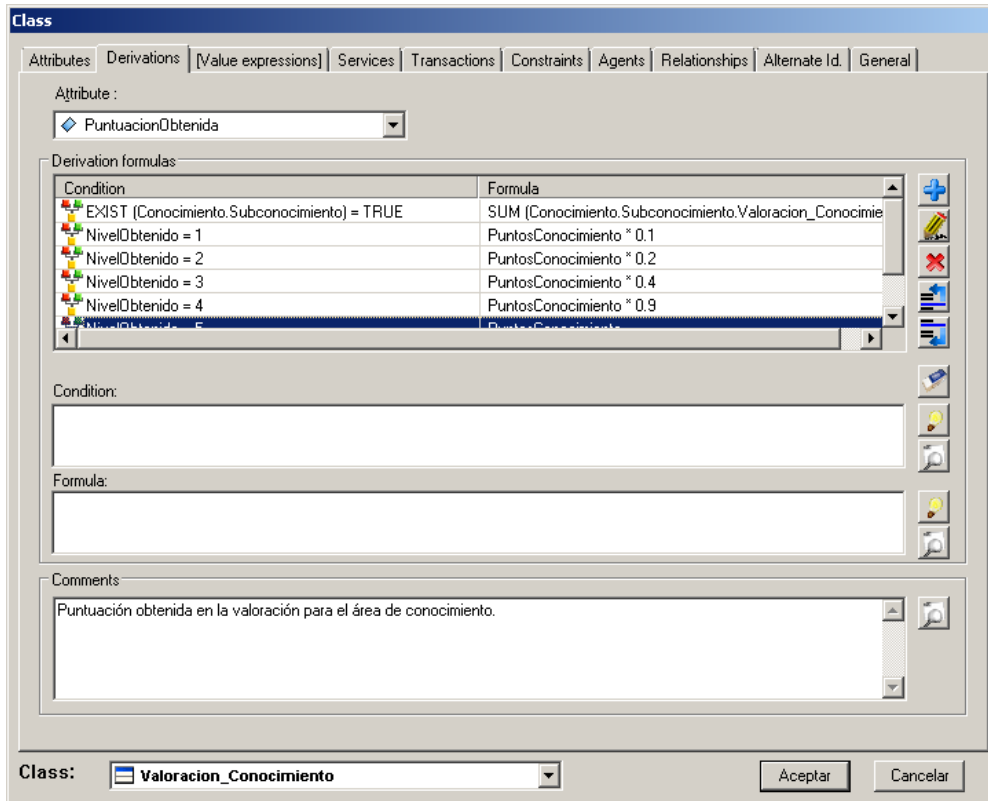 Class
Attributes Derivations [Value expressions] Services Transactions Constraints Agents Relationships Alternate Id. General
Attribute :
PuntuacionObtenida
Derivation formulas
Condition Formula
EXIST (Conocimiento.Subconocimiento) = TRUE SUM (Conocimiento.Subconocimiento.Valoracion_Conocimie
NivelObtenido = 1 PuntosConocimiento * 0.1
NivelObtenido = 2 PuntosConocimiento * 0.2
NivelObtenido = 3 PuntosConocimiento * 0.4
NivelObtenido = 4 PuntosConocimiento * 0.9
NivelObtenido = 5 PuntosConocimiento
Condition:
Formula:
Comments
Puntuación obtenida en la valoración para el área de conocimiento.
Class: Valoracion_Conocimiento Aceptar Cancelar